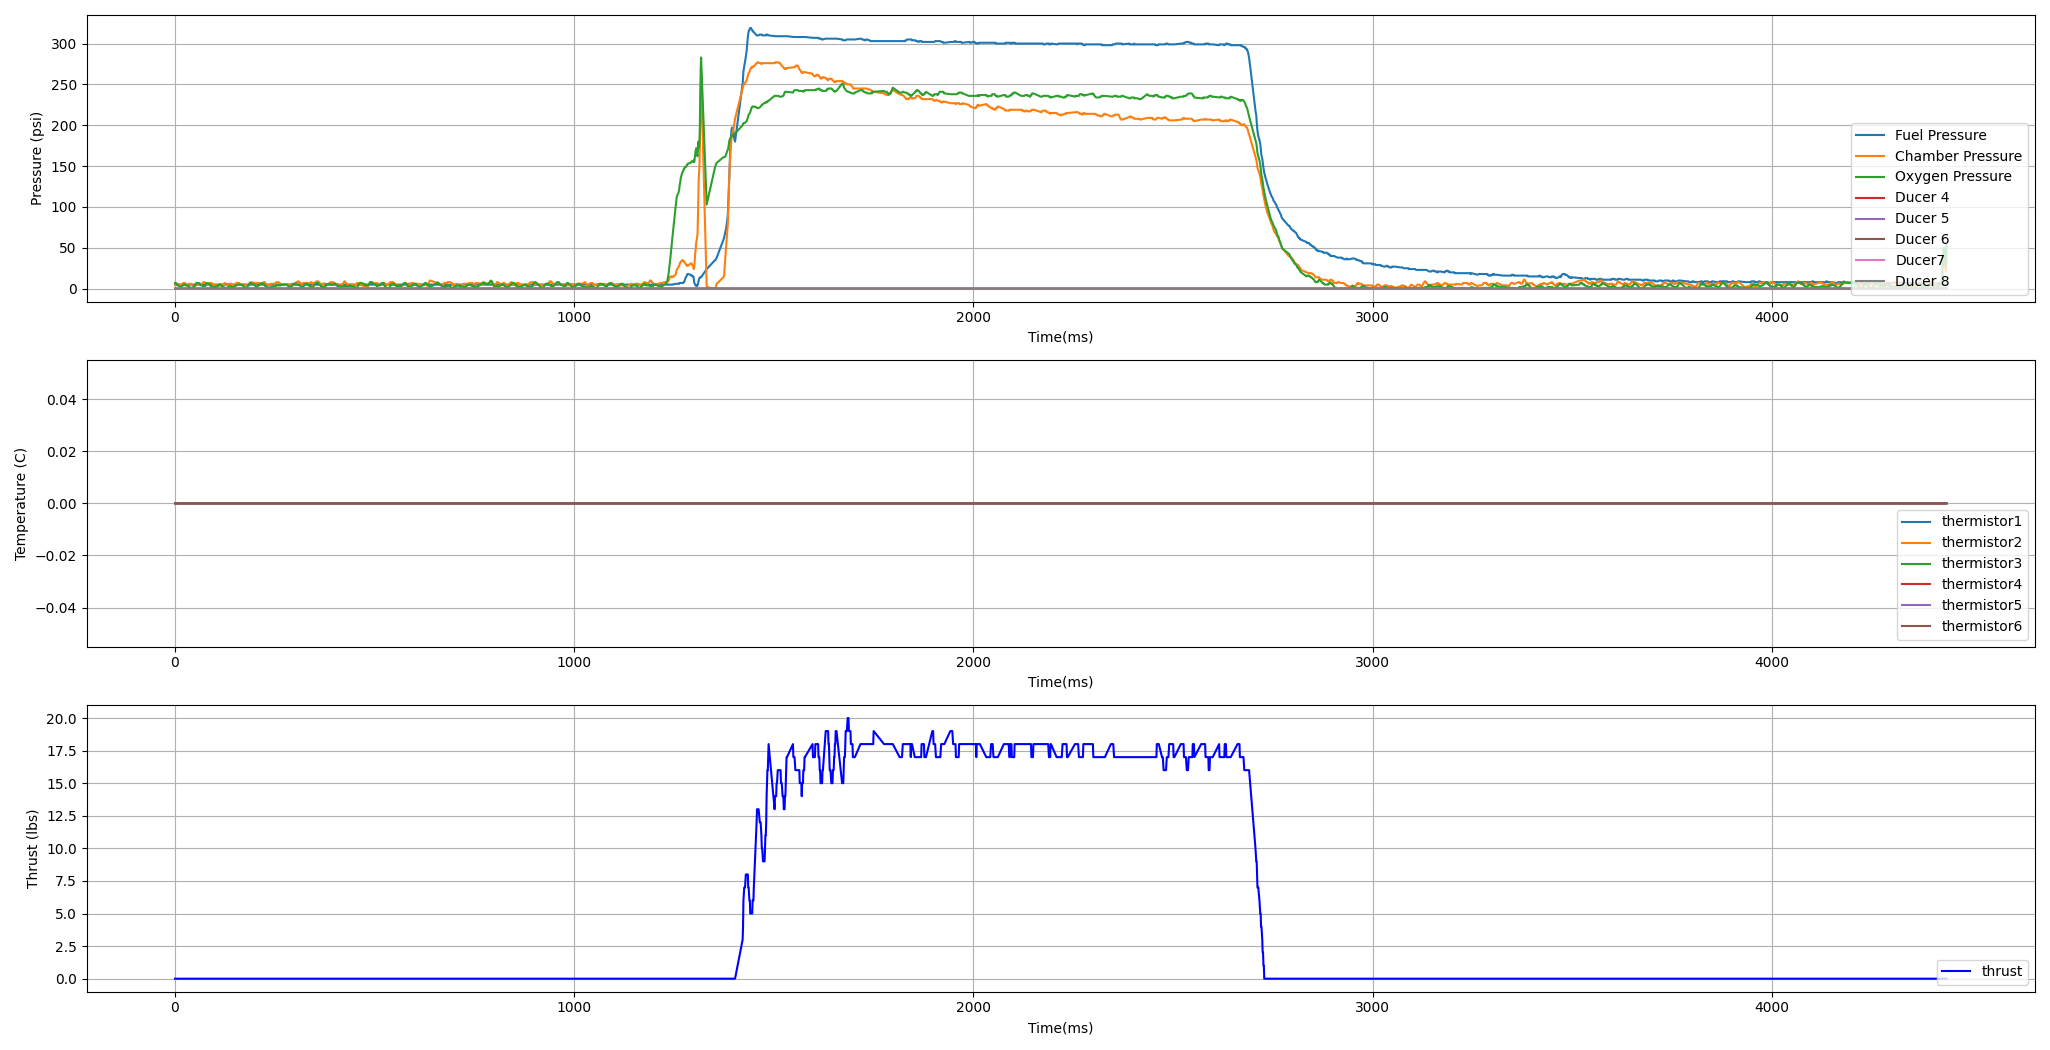 300
250
200
150
100
50
0
Pressure (psi)
Fuel Pressure
Chamber Pressure
Oxygen Pressure
Ducer 4
Ducer 5
Ducer 6
Ducer7
Ducer 8
0 1000 2000 3000 4000
Time(ms)
0.04
0.02
0.00
−0.02
−0.04
Temperature (C)
thermistor1
thermistor2
thermistor3
thermistor4
thermistor5
thermistor6
0 1000 2000 3000 4000
Time(ms)
20.0
17.5
15.0
12.5
10.0
7.5
5.0
2.5
0.0
Thrust (lbs)
thrust
0 1000 2000 3000 4000
Time(ms)